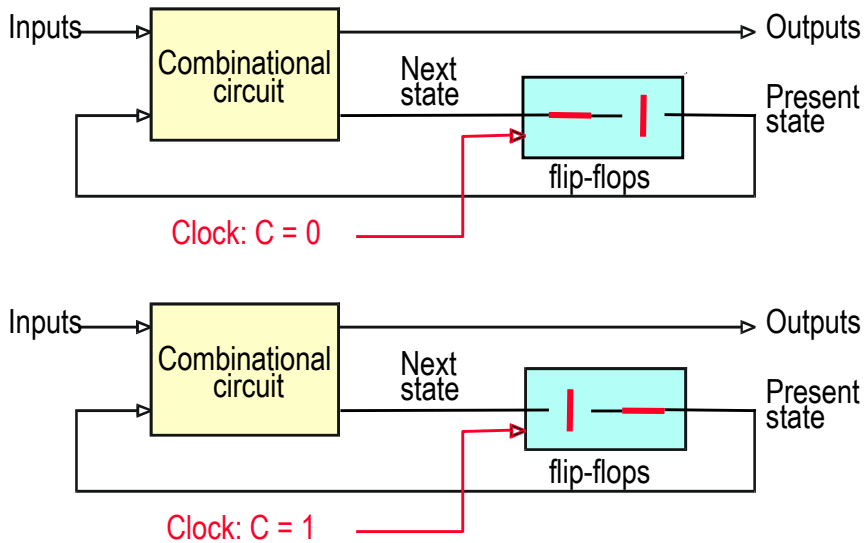 Inputs
Outputs
Combinational
circuit
Next
state
Present
state
flip-flops
Clock: C = 0
Inputs
Outputs
Combinational
circuit
Next
state
Present
state
flip-flops
Clock: C = 1